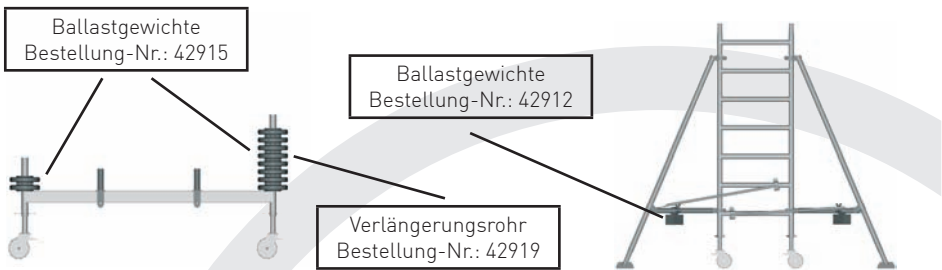 Ballastgewichte
Bestellung-Nr.: 42915
Ballastgewichte
Bestellung-Nr.: 42912
Verlängerungsrohr
Bestellung-Nr.: 42919